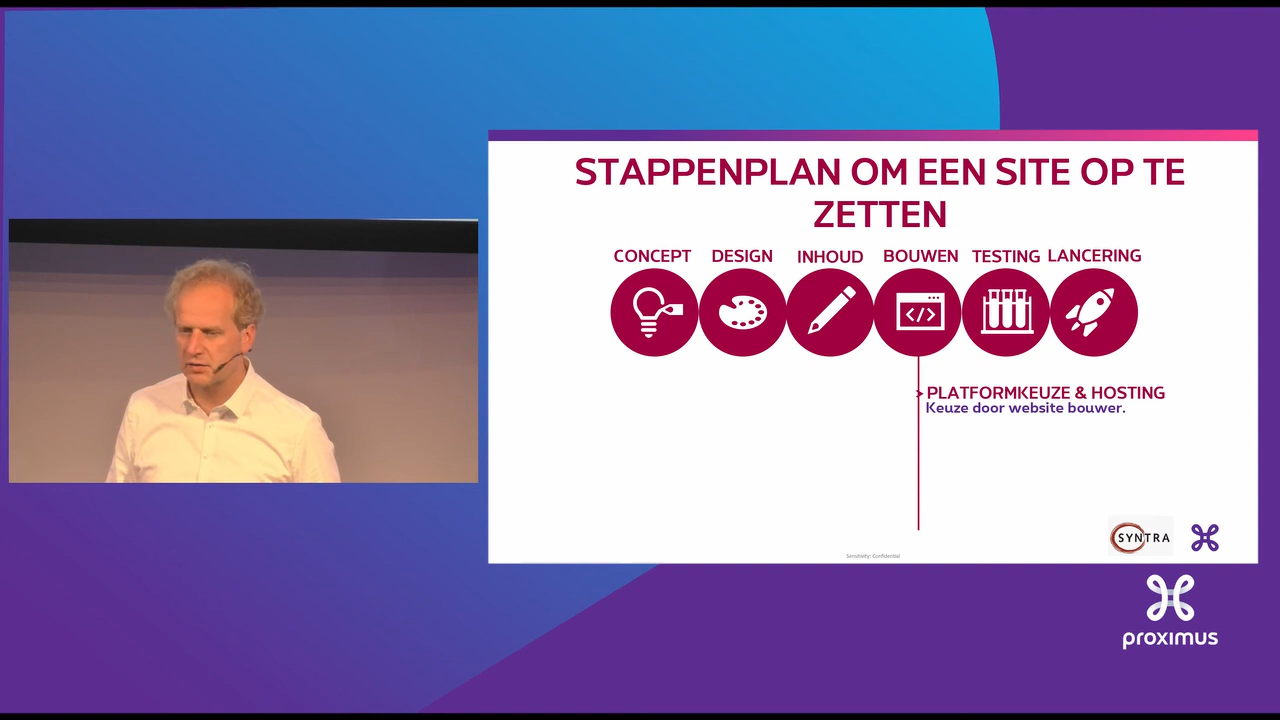 STAPPENPLAN OM EEN SITE OP TE
ZETTEN
CONCEPT DESIGN INHOUD BOUWEN TESTING LANCERING
</>
> PLATFORMKEUZE & HOSTING
Keuze door website bouwer.
SYNTRA
Sensitivity: Confidential
proximus